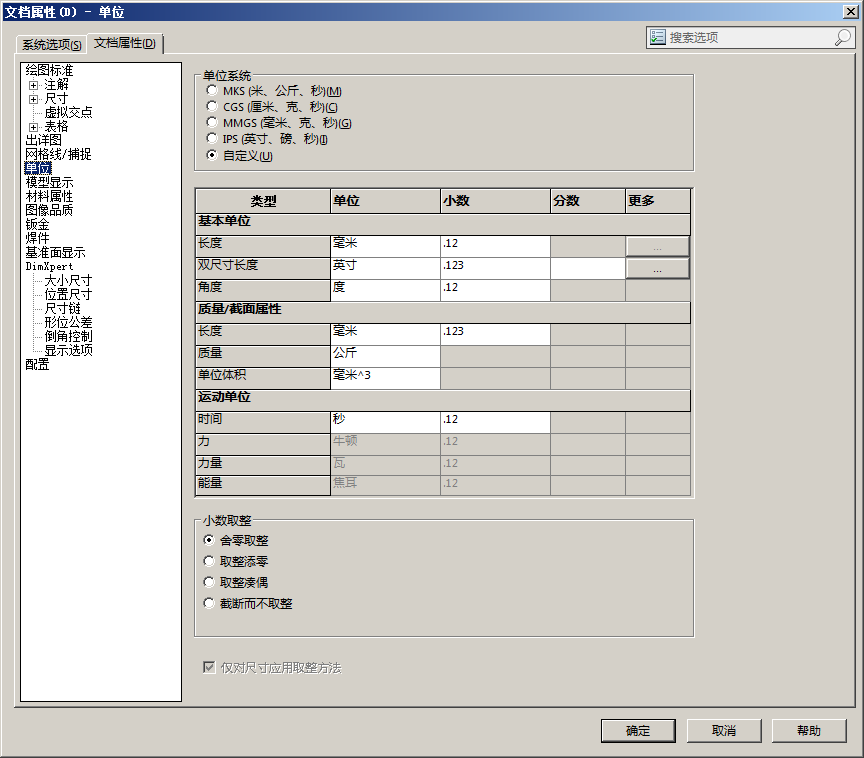 文档属性(D) - 单位
系统选项(S)
文档属性(D)
搜索选项
绘图标准
注解
尺寸
虚拟交点
表格
出详图
网格线/捕捉
单位
模型显示
材料属性
图像品质
钣金
焊件
基准面显示
DimXpert
大小尺寸
位置尺寸
尺寸链
形位公差
倒角控制
显示选项
配置
单位系统
MKS (米、公斤、秒)(M)
CGS (厘米、克、秒)(C)
MMGS (毫米、克、秒)(G)
IPS (英寸、磅、秒)(I)
自定义(U)
类型 单位 小数 分数 更多
基本单位
长度 毫米 .12 ...
双尺寸长度 英寸 .123 ...
角度 度 .12
质量/截面属性
长度 毫米 .123
质量 公斤
单位体积 毫米^3
运动单位
时间 秒 .12
力 牛顿 .12
力量 瓦 .12
能量 焦耳 .12
小数取整
舍零取整
取整添零
取整凑偶
截断而不取整
仅对尺寸应用取整方法
确定 取消 帮助